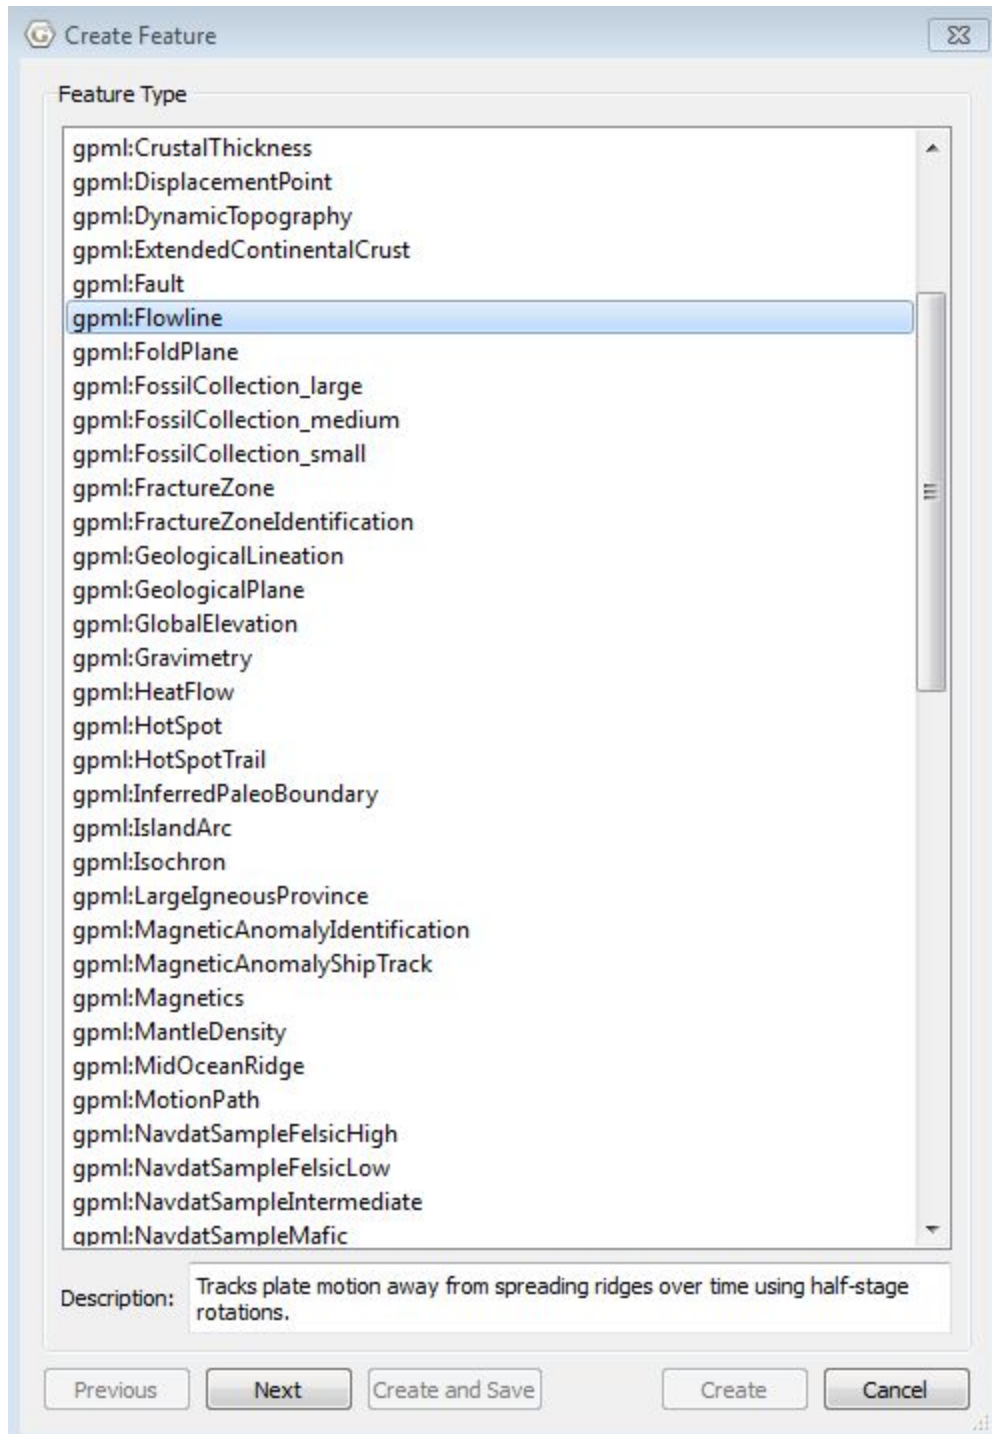 Create Feature
Feature Type
gpml:CrustalThickness
gpml:DisplacementPoint
gpml:DynamicTopography
gpml:ExtendedContinentalCrust
gpml:Fault
gpml:Flowline
gpml:FoldPlane
gpml:FossilCollection_large
gpml:FossilCollection_medium
gpml:FossilCollection_small
gpml:FractureZone
gpml:FractureZoneIdentification
gpml:GeologicalLineation
gpml:GeologicalPlane
gpml:GlobalElevation
gpml:Gravimetry
gpml:HeatFlow
gpml:HotSpot
gpml:HotSpotTrail
gpml:InferredPaleoBoundary
gpml:IslandArc
gpml:Isochron
gpml:LargeIgneousProvince
gpml:MagneticAnomalyIdentification
gpml:MagneticAnomalyShipTrack
gpml:Magnetics
gpml:MantleDensity
gpml:MidOceanRidge
gpml:MotionPath
gpml:NavdatSampleFelsicHigh
gpml:NavdatSampleFelsicLow
gpml:NavdatSampleIntermediate
gpml:NavdatSampleMafic
Description: Tracks plate motion away from spreading ridges over time using half-stage
rotations.
Previous Next Create and Save Create Cancel